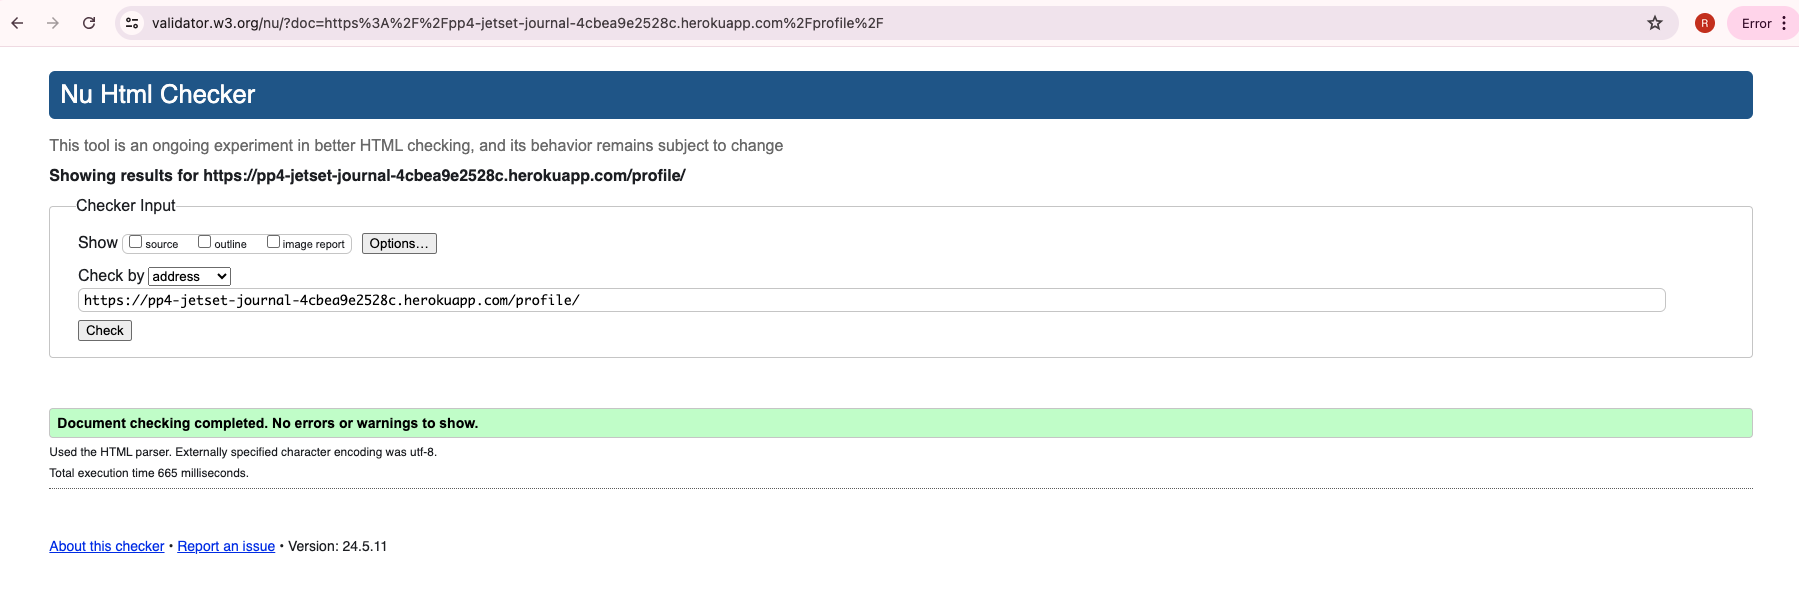 validator.w3.org/nu/?doc=https%3A%2F%2Fpp4-jetset-journal-4cbea9e2528c.herokuapp.com%2Fprofile%2F
R
Error
Nu Html Checker
This tool is an ongoing experiment in better HTML checking, and its behavior remains subject to change
Showing results for https://pp4-jetset-journal-4cbea9e2528c.herokuapp.com/profile/
Checker Input
Show source outline image report Options...
Check by address
https://pp4-jetset-journal-4cbea9e2528c.herokuapp.com/profile/
Check
Document checking completed. No errors or warnings to show.
Used the HTML parser. Externally specified character encoding was utf-8.
Total execution time 665 milliseconds.
About this checker • Report an issue • Version: 24.5.11